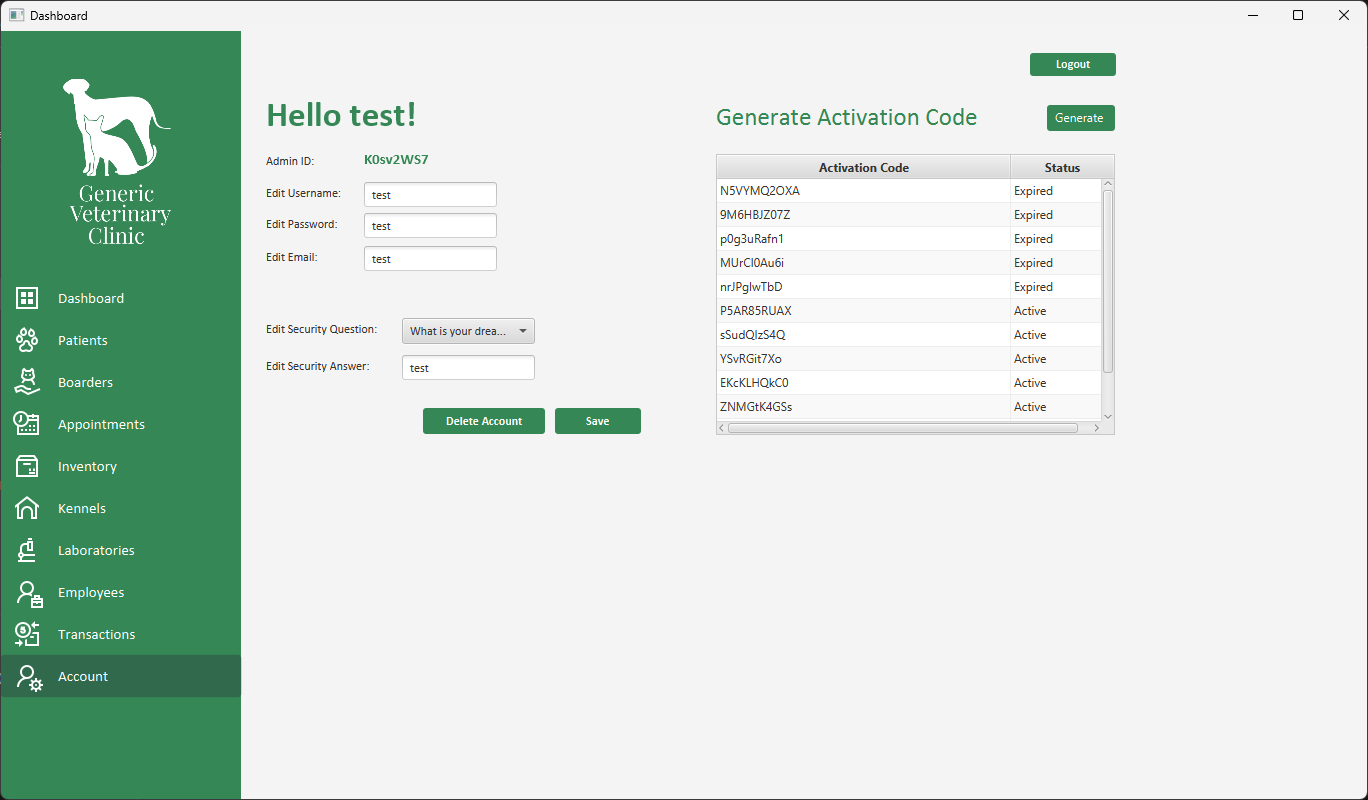 Dashboard
Generic
Veterinary
Clinic
Dashboard
Patients
Boarders
Appointments
Inventory
Kennels
Laboratories
Employees
Transactions
Account
Logout
Hello test!
Admin ID: K0sv2WS7
Edit Username: test
Edit Password: test
Edit Email: test
Edit Security Question: What is your drea...
Edit Security Answer: test
Delete Account Save
Generate Activation Code Generate
Activation Code Status
N5VYMQ2OXA Expired
9M6HBJZ07Z Expired
p0g3uRafn1 Expired
MUrCl0Au6i Expired
nrJPglwTbD Expired
P5AR85RUAX Active
sSudQlzS4Q Active
YSvRGit7Xo Active
EKcKLHQkC0 Active
ZNMGtK4GSs Active